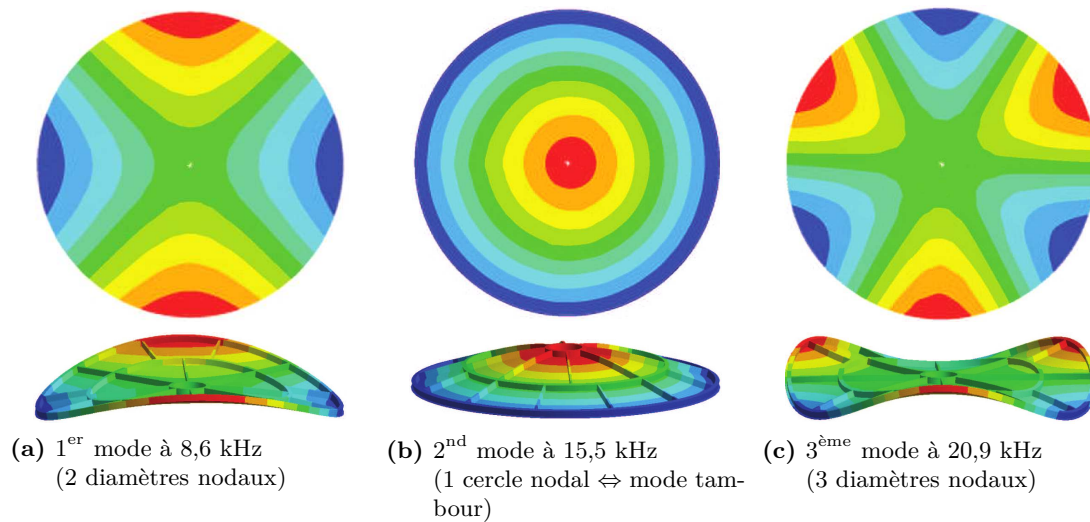 (a) 1er mode à 8,6 kHz
(2 diamètres nodaux)
(b) 2nd mode à 15,5 kHz
(1 cercle nodal ⇔ mode tam-
bour)
(c) 3ème mode à 20,9 kHz
(3 diamètres nodaux)